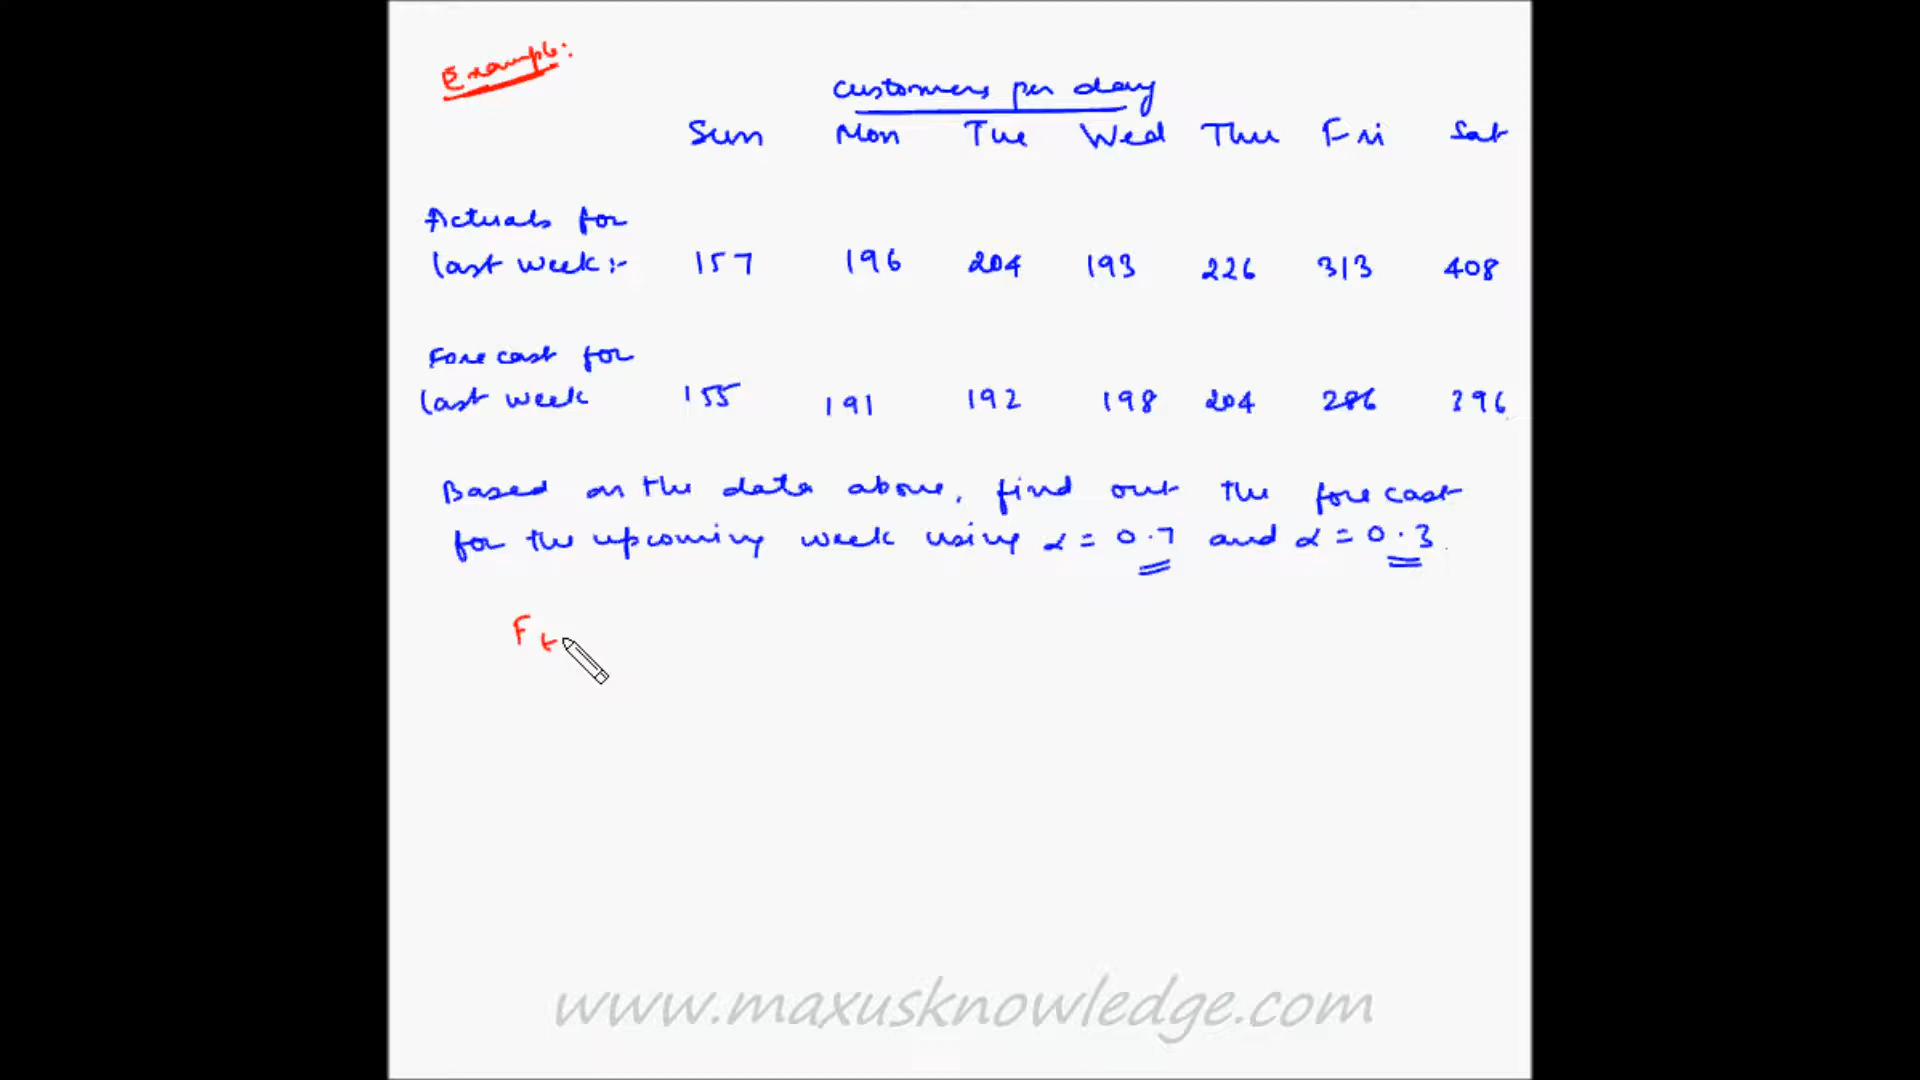 Example:
Customers per day
Sun Mon Tue Wed Thu Fri Sat
Actuals for
last week:- 157 196 204 193 226 313 408
Forecast for
last week 155 191 192 198 204 286 396
Based on the data above, find out the forecast
for the upcoming week using α = 0.7 and α = 0.3.
F t
www.maxusknowledge.com